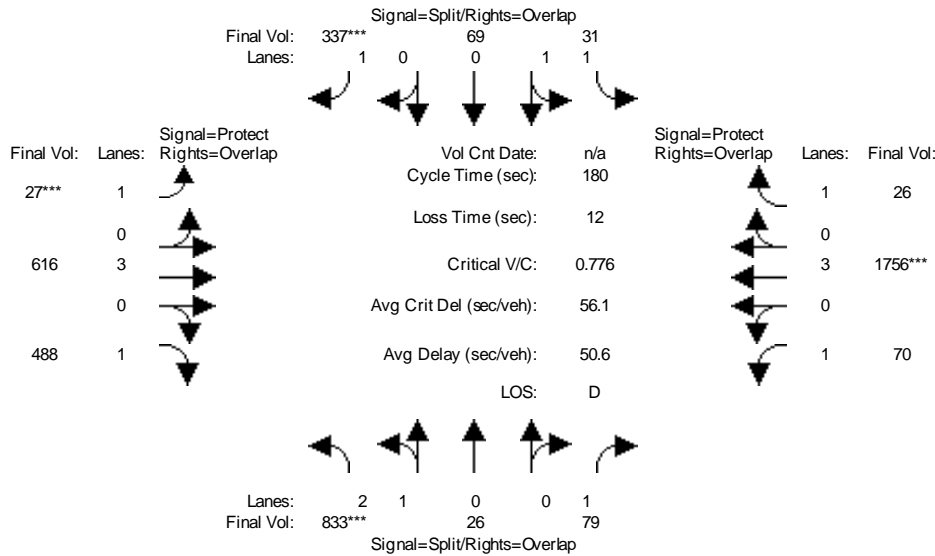 Signal=Split/Rights=Overlap
Final Vol: 337*** 69 31
Lanes: 1 0 0 1 1
Signal=Protect Signal=Protect
Final Vol: Lanes: Rights=Overlap Vol Cnt Date: n/a Rights=Overlap Lanes: Final Vol:
Cycle Time (sec): 180
27*** 1 1 26
Loss Time (sec): 12
0 0
616 3 Critical V/C: 0.776 3 1756***
0 Avg Crit Del (sec/veh): 56.1 0
488 1 Avg Delay (sec/veh): 50.6 1 70
LOS: D
Lanes: 2 1 0 0 1
Final Vol: 833*** 26 79
Signal=Split/Rights=Overlap